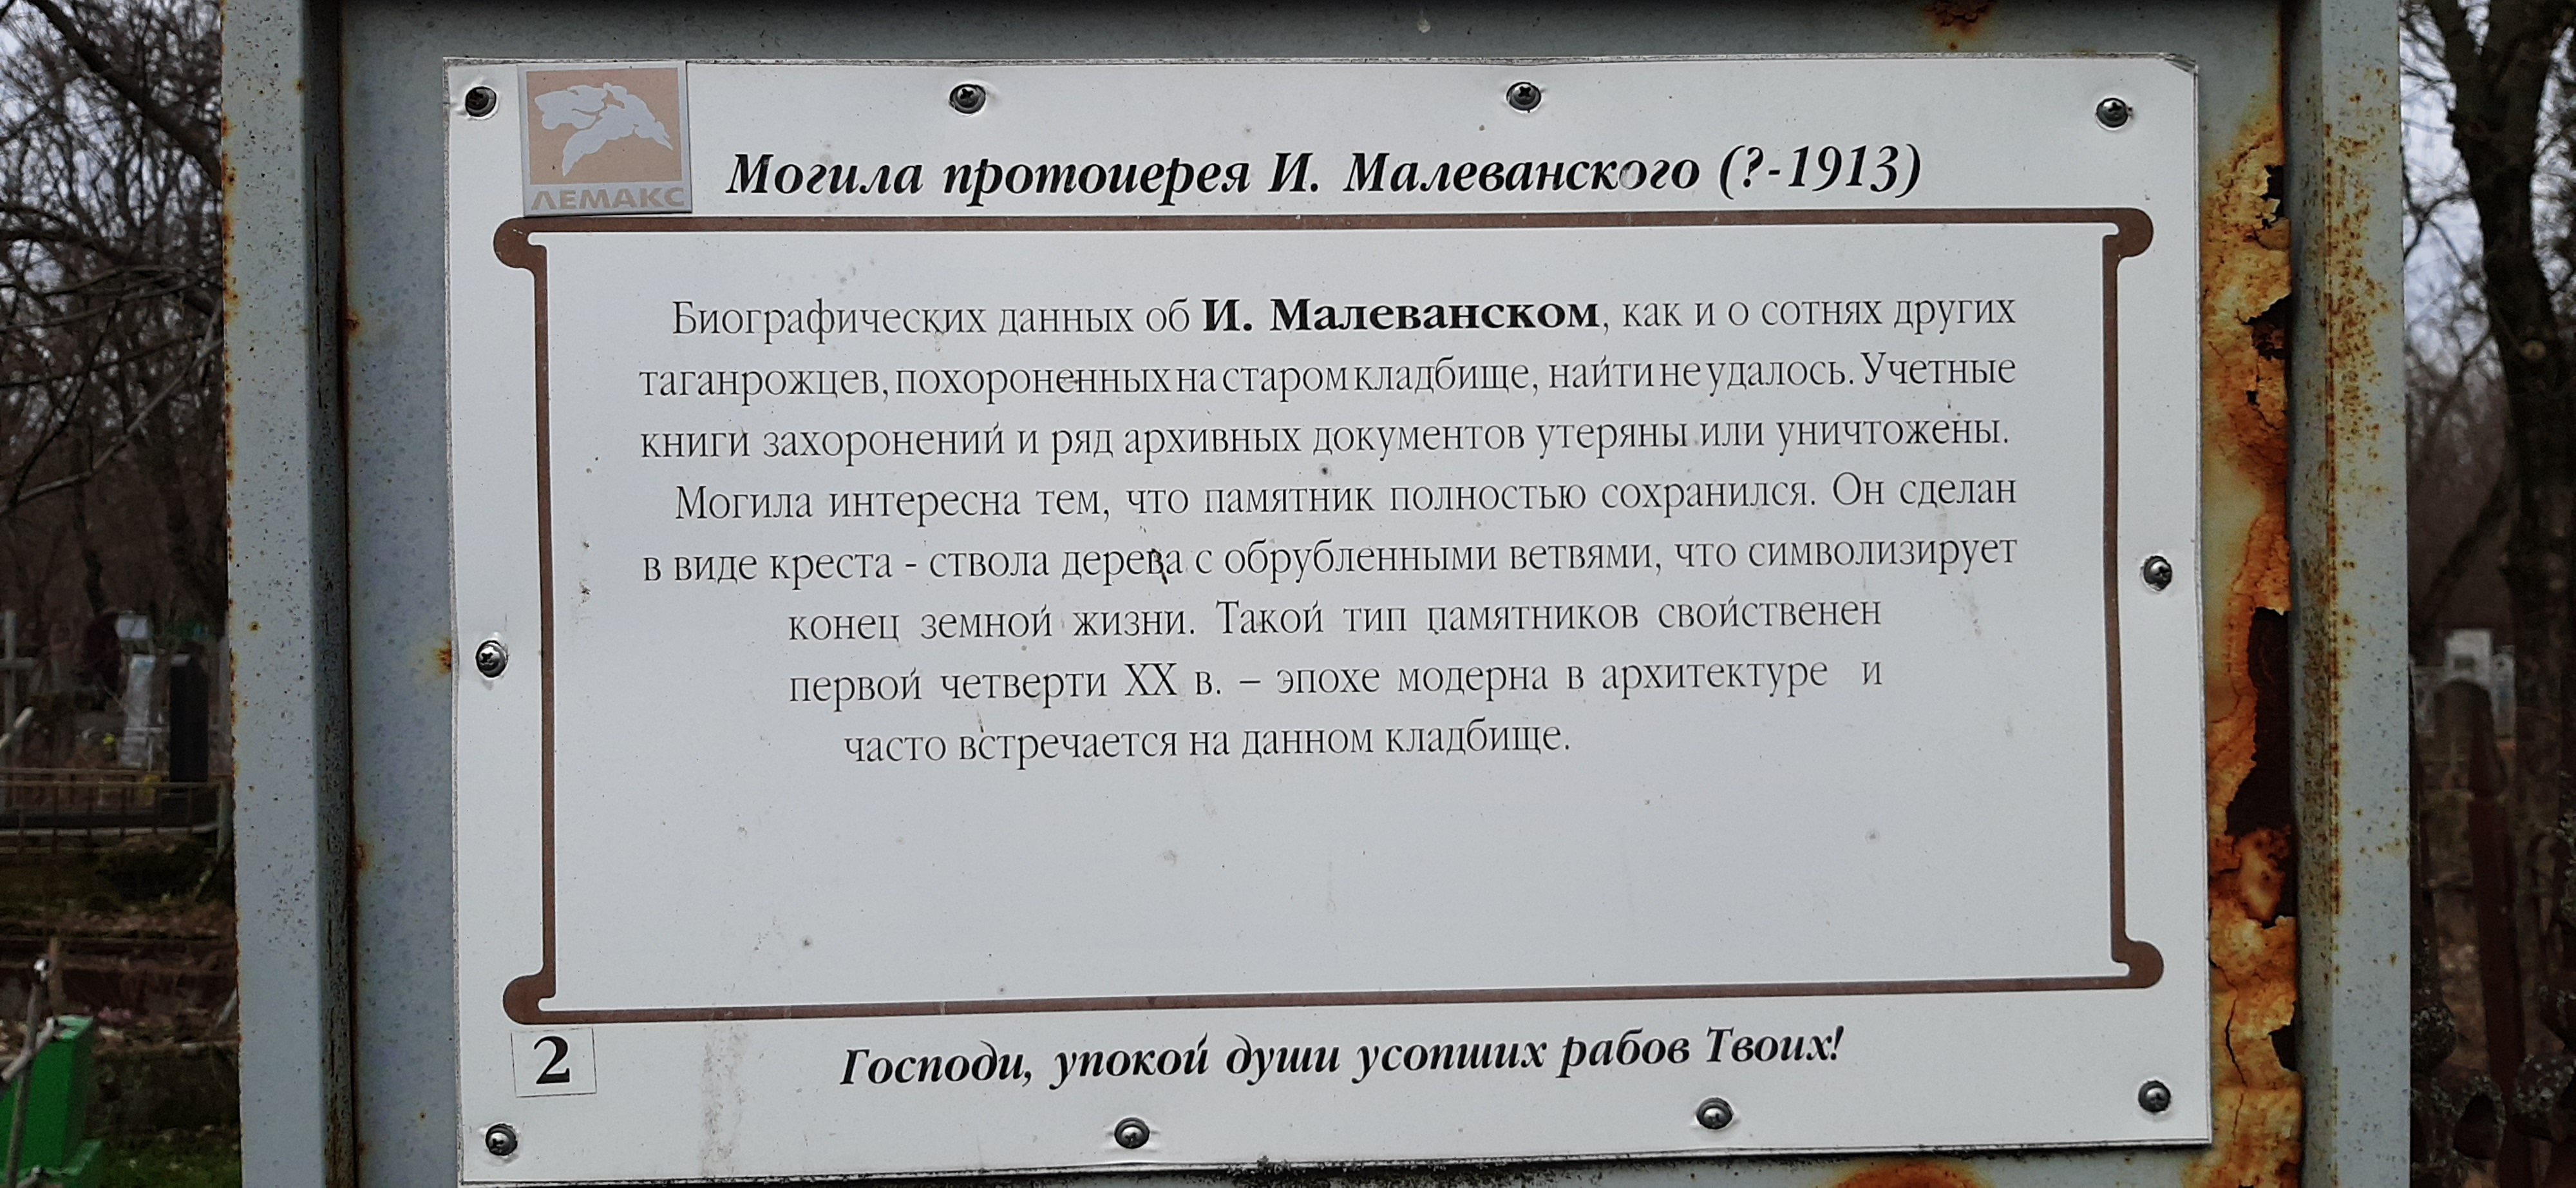 ЛЕМАКС
Могила протоиерея И. Малеванского (?-1913)
Биографических данных об И. Малеванском, как и о сотнях других
таганрожцев, похороненных на старом кладбище, найти не удалось. Учетные
книги захоронений и ряд архивных документов утеряны или уничтожены.
Могила интересна тем, что памятник полностью сохранился. Он сделан
в виде креста - ствола дерева с обрубленными ветвями, что символизирует
конец земной жизни. Такой тип памятников свойственен
первой четверти XX в. – эпохе модерна в архитектуре и
часто встречается на данном кладбище.
2
Господи, упокой души усопших рабов Твоих!